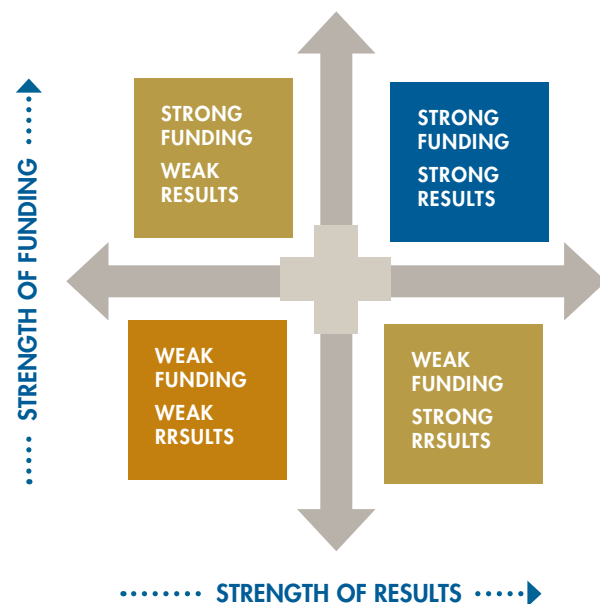 STRENGTH OF FUNDING
STRONG
FUNDING
WEAK
RESULTS
STRONG
FUNDING
STRONG
RESULTS
WEAK
FUNDING
WEAK
RRSULTS
WEAK
FUNDING
STRONG
RRSULTS
STRENGTH OF RESULTS